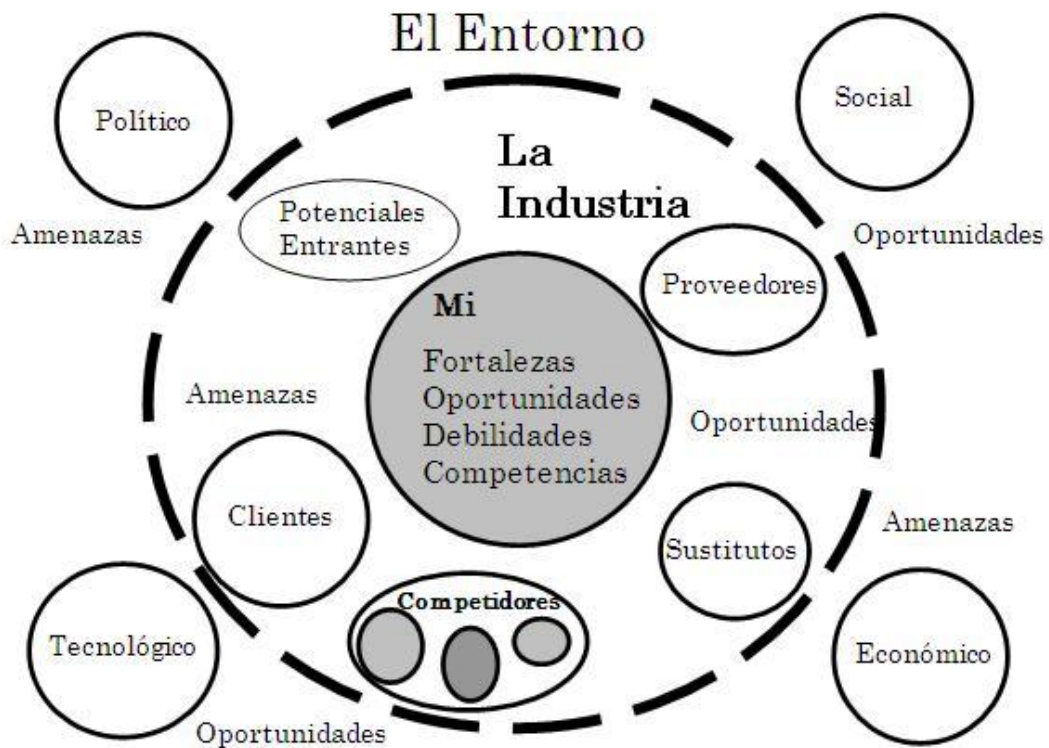 El Entorno
Político
Social
La
Industria
Potenciales
Entrantes
Amenazas
Oportunidades
Proveedores
Mi
Fortalezas
Oportunidades
Debilidades
Competencias
Amenazas
Oportunidades
Clientes
Amenazas
Sustitutos
Competidores
Tecnológico
Económico
Oportunidades